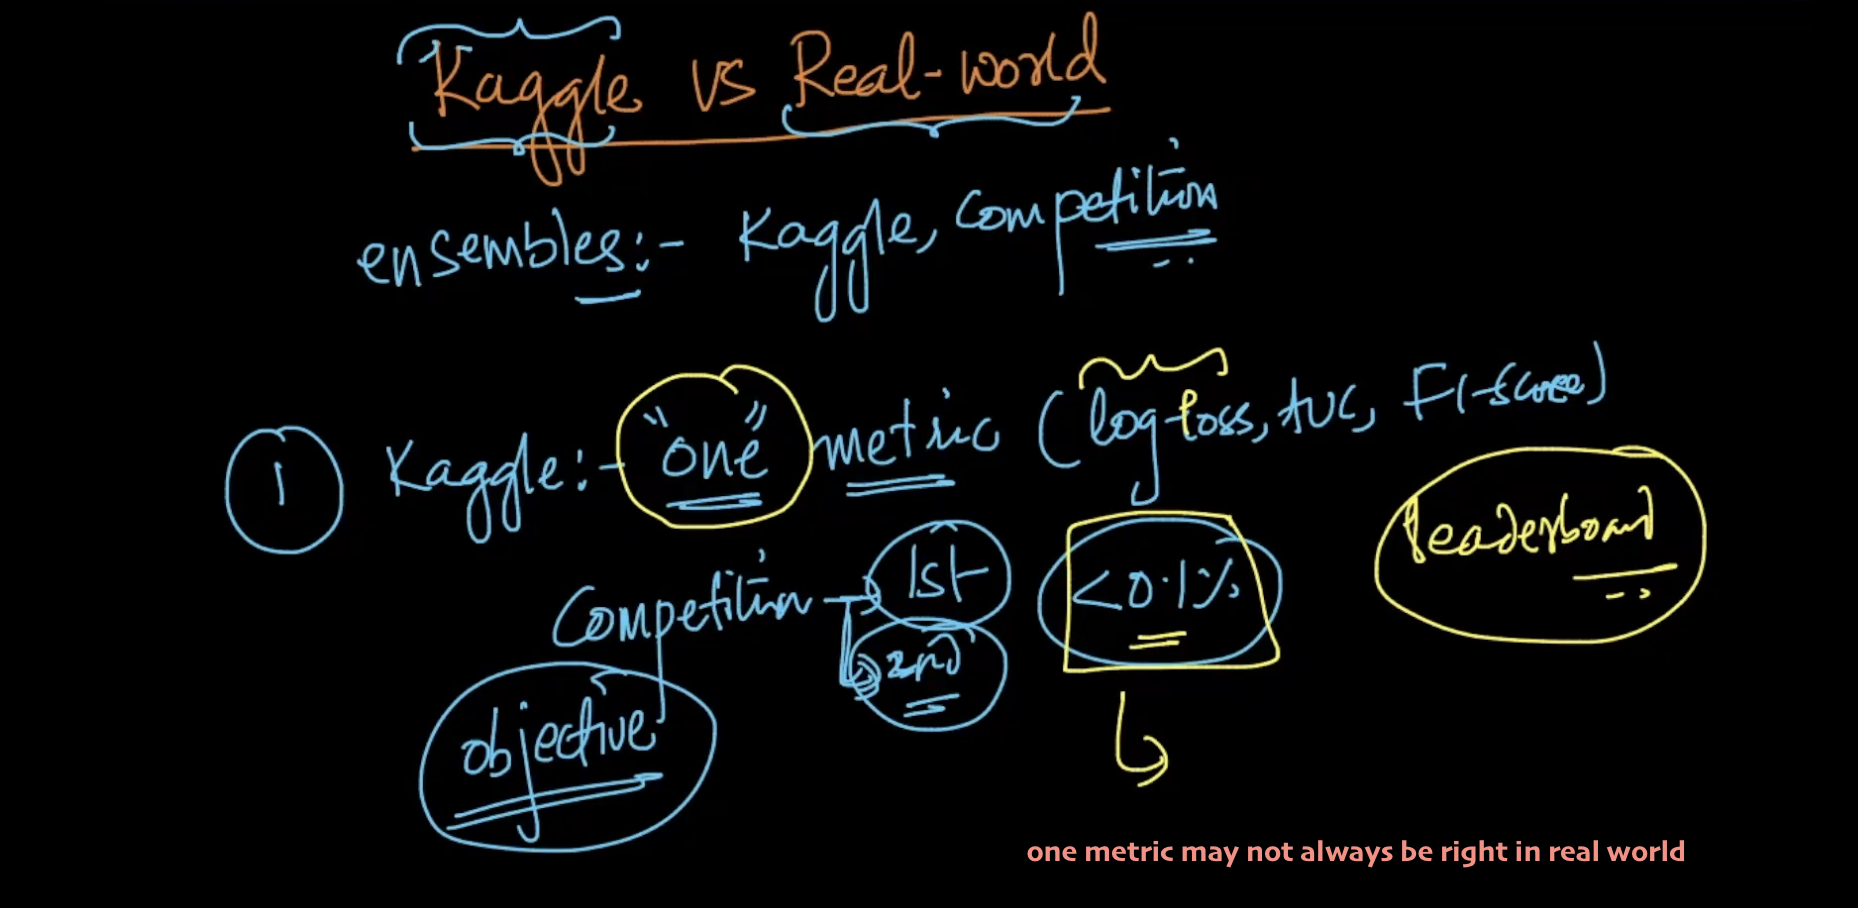 Kaggle vs Real-world
ensembles:- Kaggle, Competition
1 Kaggle:- "one" metric (log-loss, AUC, F1-score)
leaderboard
Competition 1st <0.1%
2nd
objective
one metric may not always be right in real world